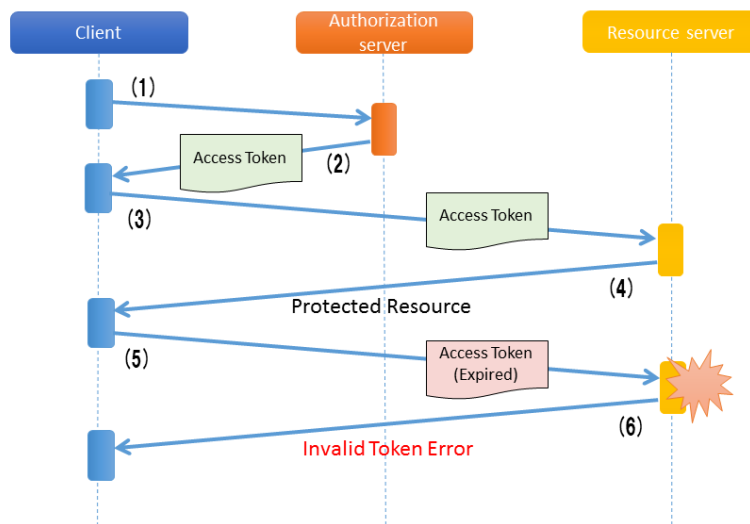 Client
Authorization
server
Resource server
(1)
Access Token
(2)
(3)
Access Token
(4)
Protected Resource
(5)
Access Token
(Expired)
(6)
Invalid Token Error